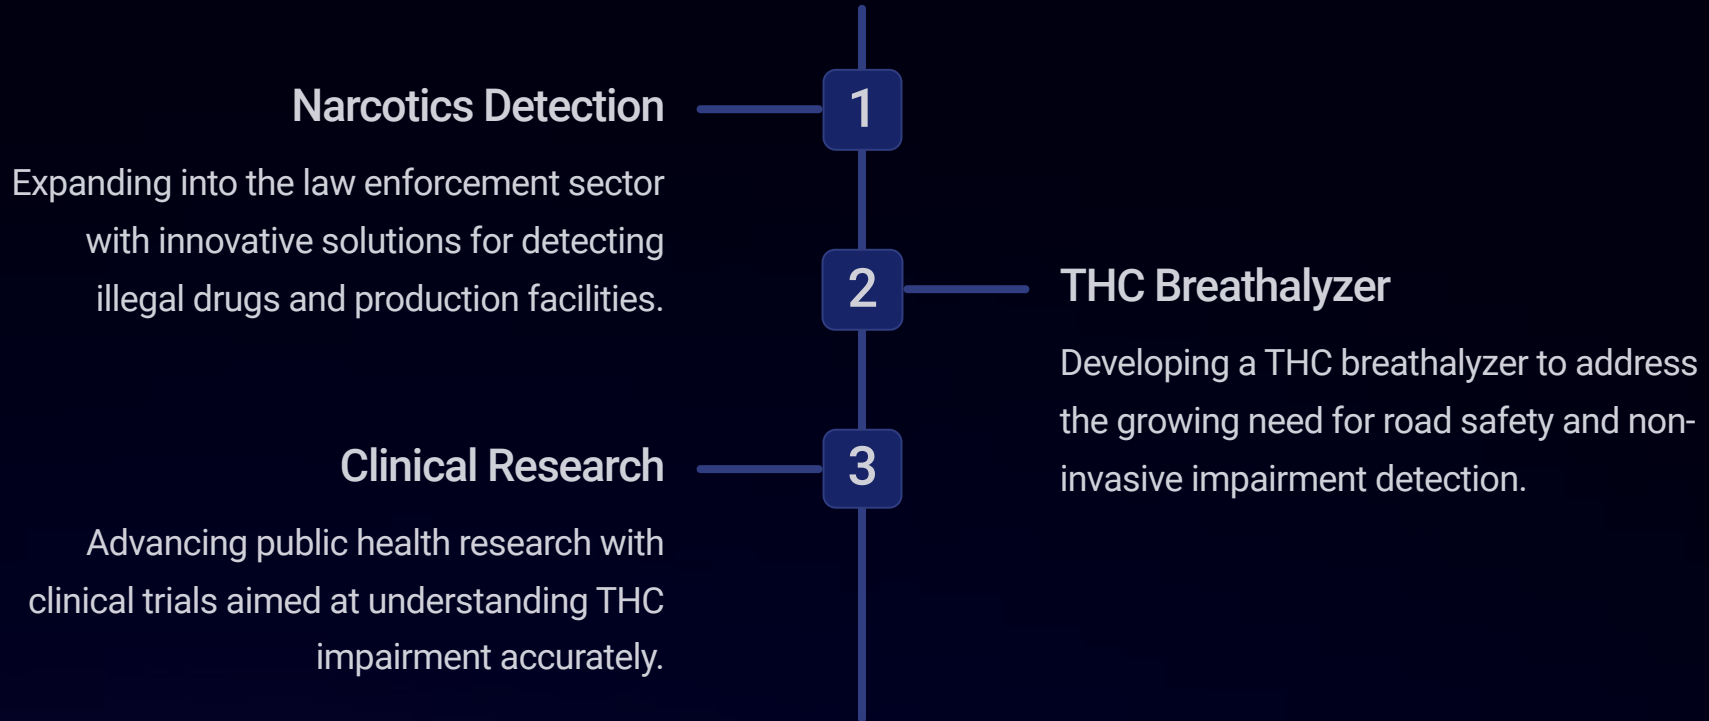 1
Narcotics Detection
Expanding into the law enforcement sector
with innovative solutions for detecting
illegal drugs and production facilities.
2
THC Breathalyzer
Developing a THC breathalyzer to address
the growing need for road safety and non-
invasive impairment detection.
3
Clinical Research
Advancing public health research with
clinical trials aimed at understanding THC
impairment accurately.